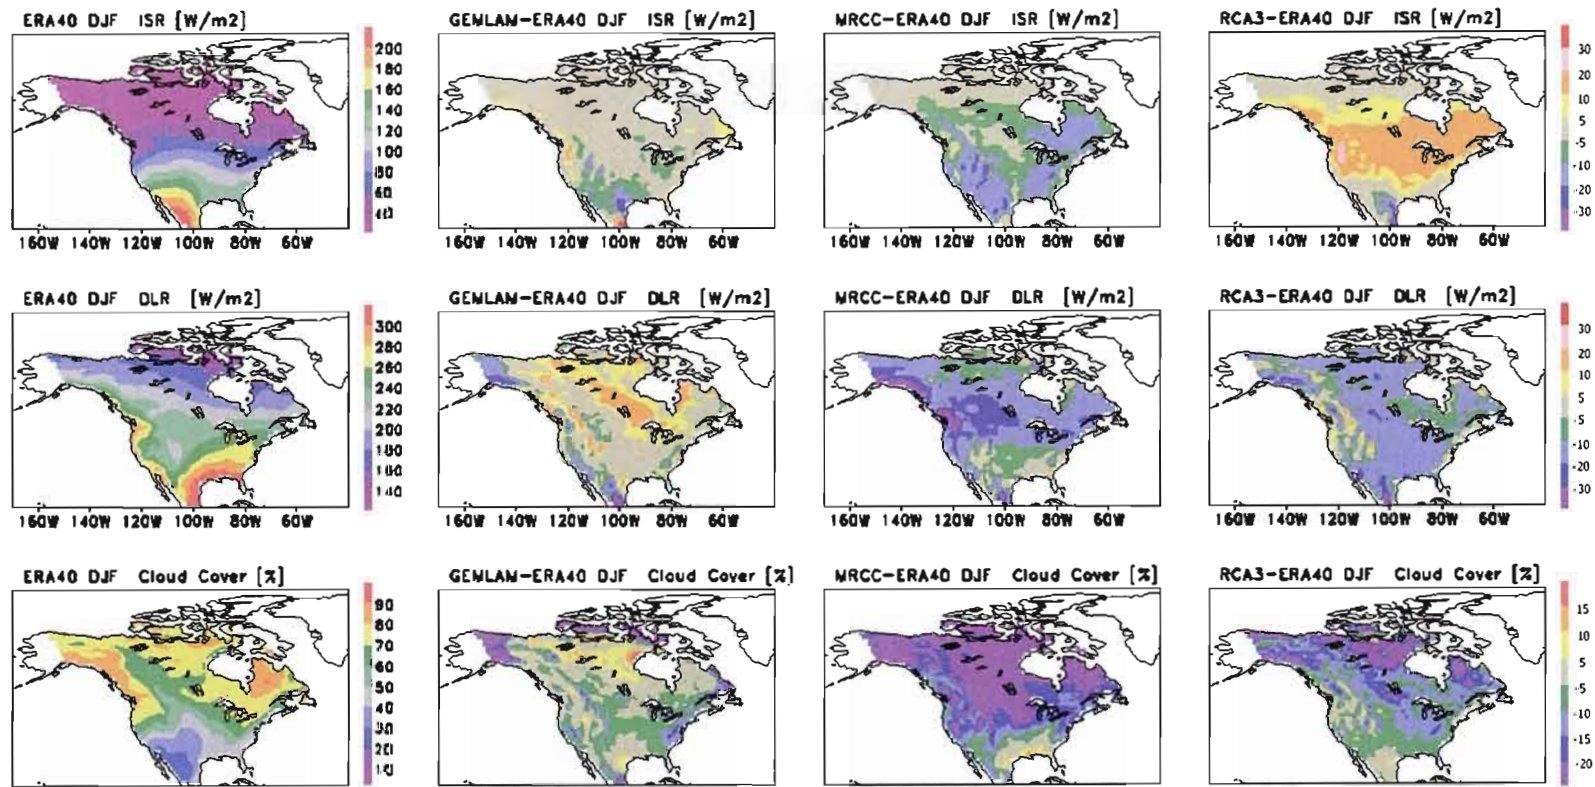 ERA40 DJF ISR [W/m2]
GEMLAM-ERA40 DJF ISR [W/m2]
MRCC-ERA40 DJF ISR [W/m2]
RCA3-ERA40 DJF ISR [W/m2]
200
180
160
140
120
100
80
60
40
30
20
10
5
-5
-10
-20
-30
160W 140W 120W 100W 80W 60W
160W 140W 120W 100W 80W 60W
160W 140W 120W 100W 80W 60W
160W 140W 120W 100W 80W 60W
ERA40 DJF DLR [W/m2]
GEMLAM-ERA40 DJF DLR [W/m2]
MRCC-ERA40 DJF DLR [W/m2]
RCA3-ERA40 DJF DLR [W/m2]
300
280
260
240
220
200
180
160
140
30
20
10
5
-5
-10
-20
-30
160W 140W 120W 100W 80W 60W
160W 140W 120W 100W 80W 60W
160W 140W 120W 100W 80W 60W
160W 140W 120W 100W 80W 60W
ERA40 DJF Cloud Cover [%]
GEMLAM-ERA40 DJF Cloud Cover [%]
MRCC-ERA40 DJF Cloud Cover [%]
RCA3-ERA40 DJF Cloud Cover [%]
90
80
70
60
50
40
30
20
10
15
10
5
-5
-10
-15
-20